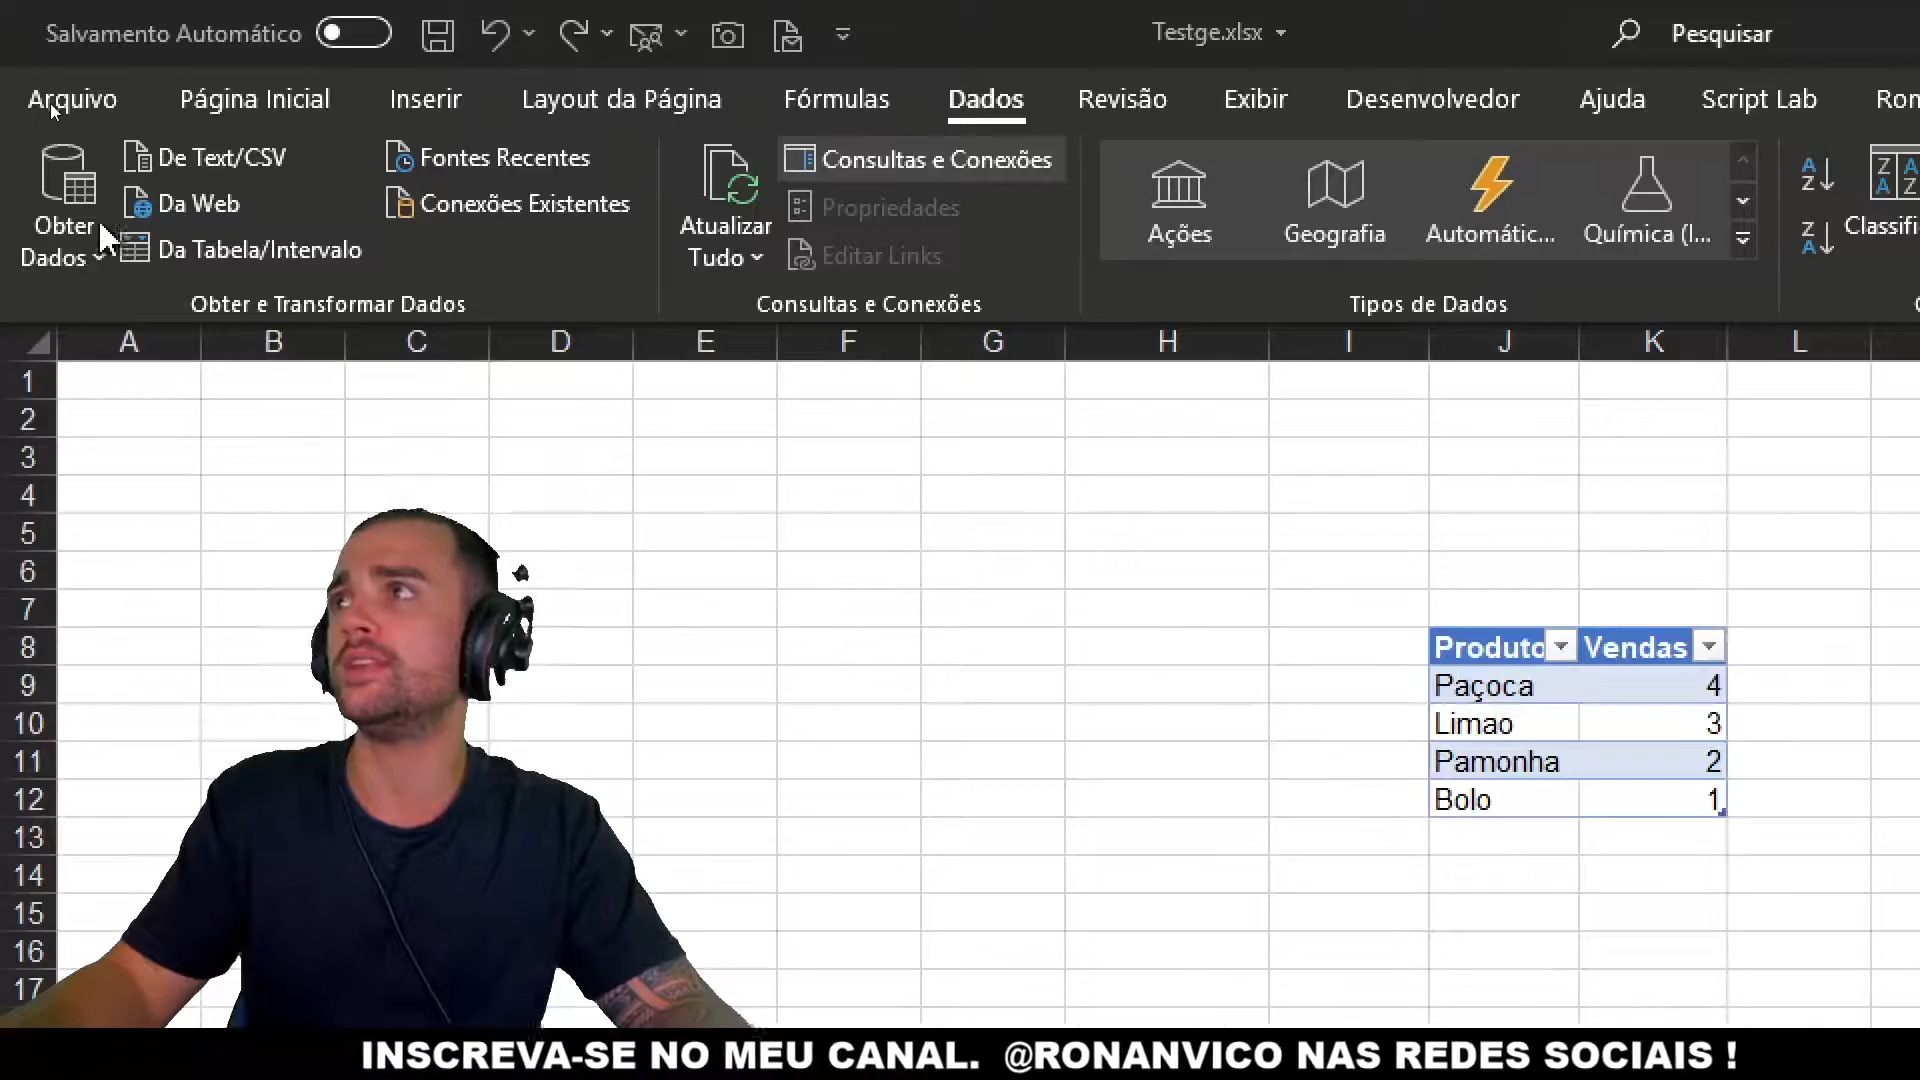 Salvamento Automático
Testge.xlsx
Pesquisar
Arquivo Página Inicial Inserir Layout da Página Fórmulas Dados Revisão Exibir Desenvolvedor Ajuda Script Lab Ron
Obter Dados
De Text/CSV
Da Web
Da Tabela/Intervalo
Fontes Recentes
Conexões Existentes
Obter e Transformar Dados
Atualizar Tudo
Consultas e Conexões
Propriedades
Editar Links
Consultas e Conexões
Ações
Geografia
Automátic...
Química (I...
Tipos de Dados
A Z
Z A
Z A A Z
Classifi
A B C D E F G H I J K L
1
2
3
4
5
6
7
8 Produto Vendas
9 Paçoca 4
10 Limao 3
11 Pamonha 2
12 Bolo 1
13
14
15
16
17
INSCREVA-SE NO MEU CANAL. @RONANVICO NAS REDES SOCIAIS !